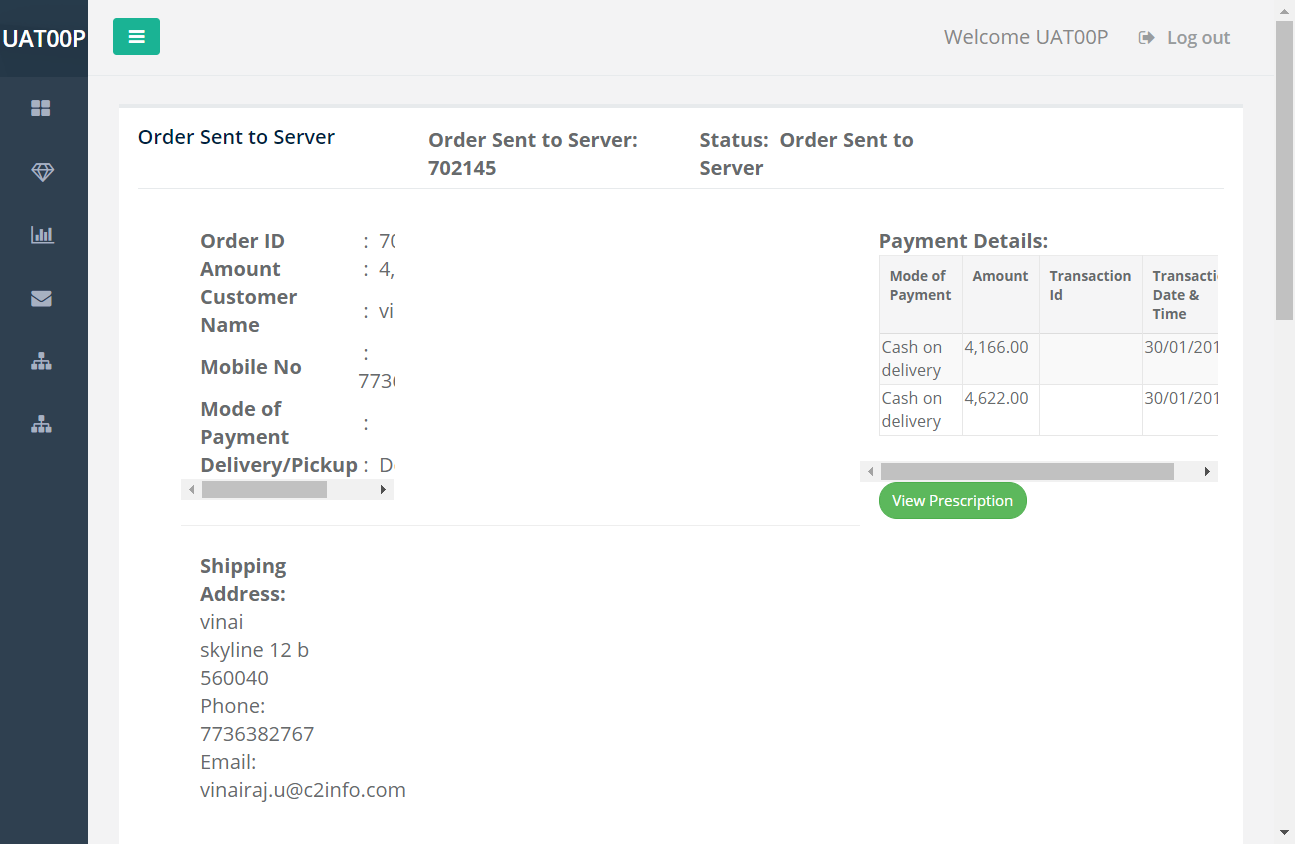 UAT00P
Welcome UAT00P
Log out
Order Sent to Server
Order Sent to Server:
702145
Status: Order Sent to
Server
Order ID : 70
Amount : 4,
Customer
Name : vi
Mobile No :
7736
Mode of
Payment :
Delivery/Pickup : D
Payment Details:
Mode of Payment Amount Transaction Id Transacti Date & Time
Cash on delivery 4,166.00 30/01/201
Cash on delivery 4,622.00 30/01/201
View Prescription
Shipping
Address:
vinai
skyline 12 b
560040
Phone:
7736382767
Email:
vinairaj.u@c2info.com